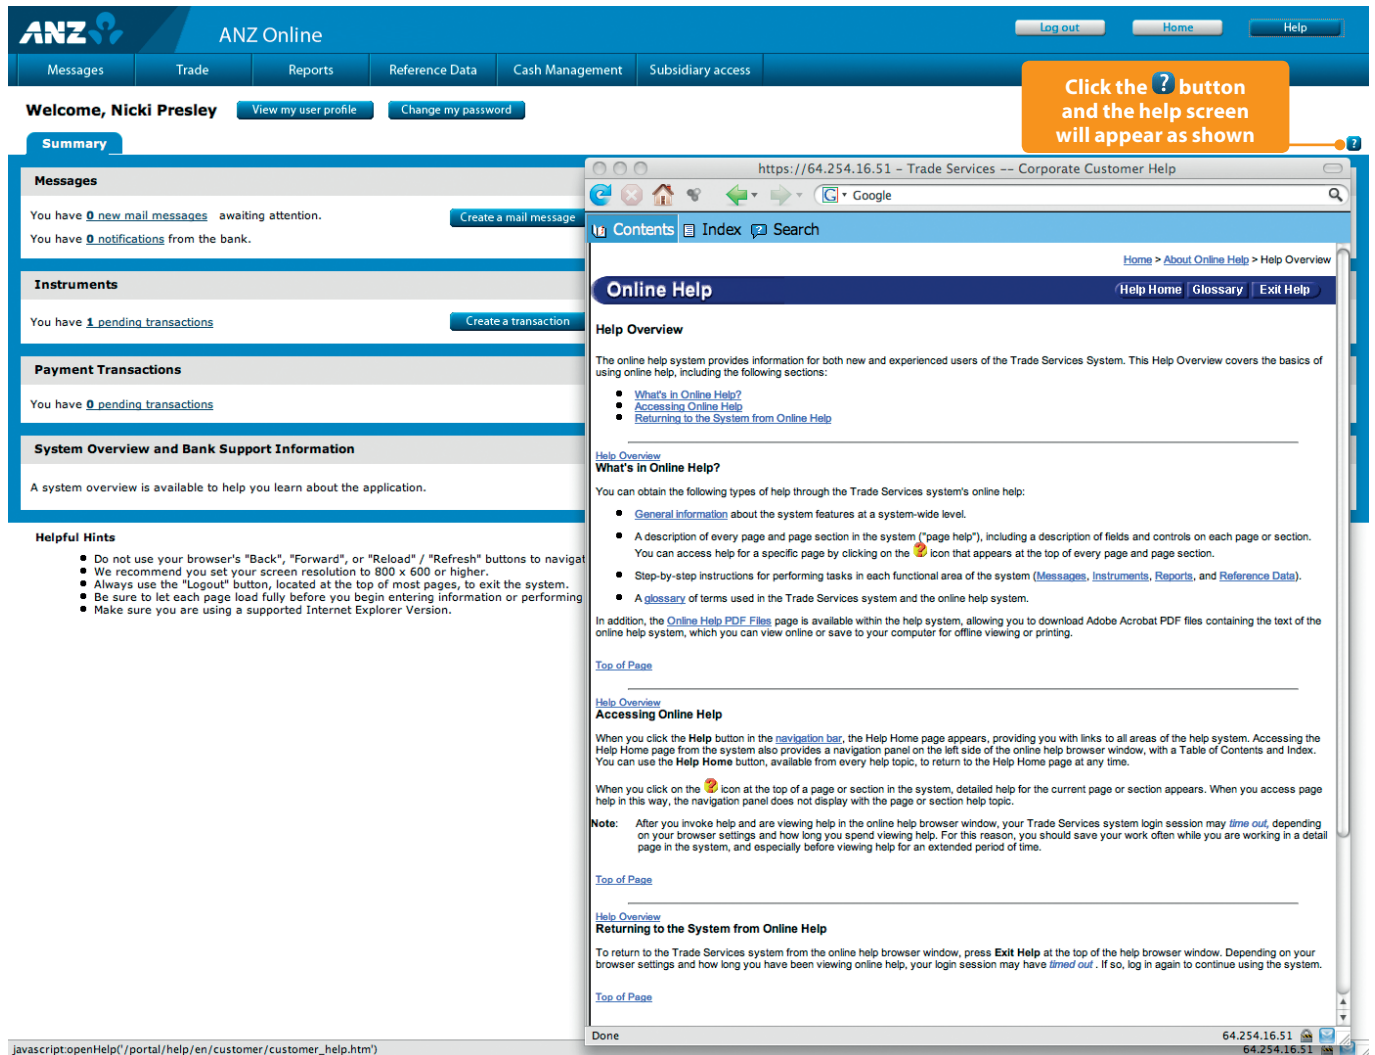 ANZ
ANZ Online
Log out
Home
Help
Messages
Trade
Reports
Reference Data
Cash Management
Subsidiary access
Click the ? button
and the help screen
will appear as shown
Welcome, Nicki Presley
View my user profile
Change my password
Summary
?
Messages
You have 0 new mail messages awaiting attention.
Create a mail message
You have 0 notifications from the bank.
Instruments
You have 1 pending transactions
Create a transaction
Payment Transactions
You have 0 pending transactions
System Overview and Bank Support Information
A system overview is available to help you learn about the application.
Helpful Hints
Do not use your browser's "Back", "Forward", or "Reload" / "Refresh" buttons to navigat
We recommend you set your screen resolution to 800 x 600 or higher.
Always use the "Logout" button, located at the top of most pages, to exit the system.
Be sure to let each page load fully before you begin entering information or performing
Make sure you are using a supported Internet Explorer Version.
https://64.254.16.51 – Trade Services –– Corporate Customer Help
G Google
Contents
Index
Search
Home > About Online Help > Help Overview
Online Help
Help Home
Glossary
Exit Help
Help Overview
The online help system provides information for both new and experienced users of the Trade Services System. This Help Overview covers the basics of
using online help, including the following sections:
What's in Online Help?
Accessing Online Help
Returning to the System from Online Help
Help Overview
What's in Online Help?
You can obtain the following types of help through the Trade Services system's online help:
General information about the system features at a system-wide level.
A description of every page and page section in the system ("page help"), including a description of fields and controls on each page or section.
You can access help for a specific page by clicking on the ? icon that appears at the top of every page and page section.
Step-by-step instructions for performing tasks in each functional area of the system (Messages, Instruments, Reports, and Reference Data).
A glossary of terms used in the Trade Services system and the online help system.
In addition, the Online Help PDF Files page is available within the help system, allowing you to download Adobe Acrobat PDF files containing the text of the
online help system, which you can view online or save to your computer for offline viewing or printing.
Top of Page
Help Overview
Accessing Online Help
When you click the Help button in the navigation bar, the Help Home page appears, providing you with links to all areas of the help system. Accessing the
Help Home page from the system also provides a navigation panel on the left side of the online help browser window, with a Table of Contents and Index.
You can use the Help Home button, available from every help topic, to return to the Help Home page at any time.
When you click on the ? icon at the top of a page or section in the system, detailed help for the current page or section appears. When you access page
help in this way, the navigation panel does not display with the page or section help topic.
Note: After you invoke help and are viewing help in the online help browser window, your Trade Services system login session may time out, depending
on your browser settings and how long you spend viewing help. For this reason, you should save your work often while you are working in a detail
page in the system, and especially before viewing help for an extended period of time.
Top of Page
Help Overview
Returning to the System from Online Help
To return to the Trade Services system from the online help browser window, press Exit Help at the top of the help browser window. Depending on your
browser settings and how long you have been viewing online help, your login session may have timed out . If so, log in again to continue using the system.
Top of Page
Done
64.254.16.51
javascript:openHelp('/portal/help/en/customer/customer_help.htm')
64.254.16.51